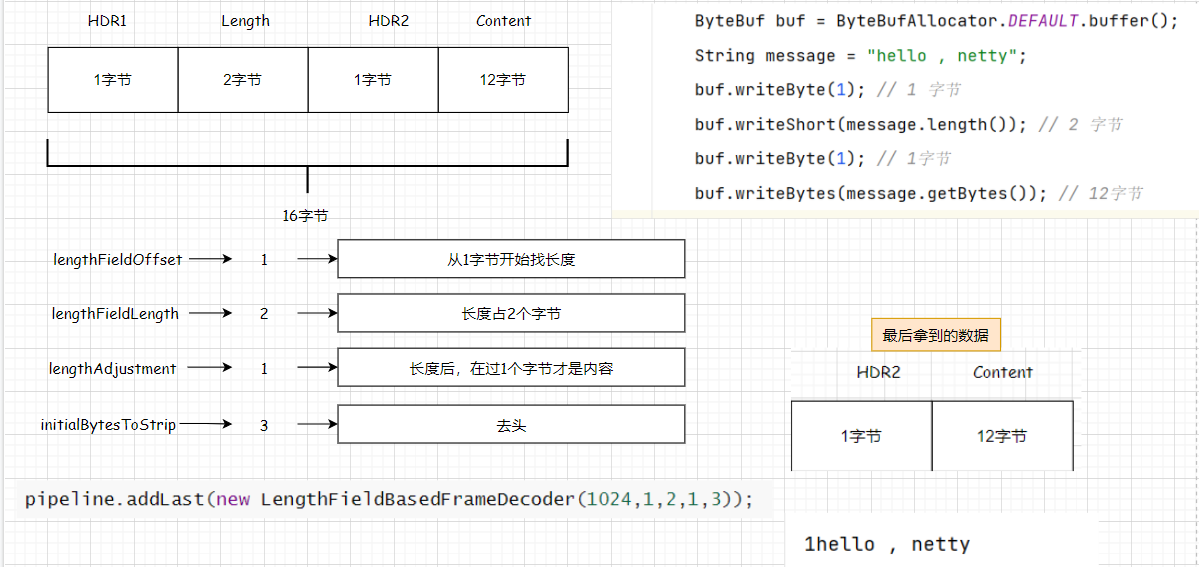 HDR1 Length HDR2 Content
1字节 2字节 1字节 12字节
16字节
ByteBuf buf = ByteBufAllocator.DEFAULT.buffer();
String message = "hello , netty";
buf.writeByte(1); // 1 字节
buf.writeShort(message.length()); // 2 字节
buf.writeByte(1); // 1字节
buf.writeBytes(message.getBytes()); // 12字节
lengthFieldOffset 1 从1字节开始找长度
lengthFieldLength 2 长度占2个字节
lengthAdjustment 1 长度后，在过1个字节才是内容
initialBytesToStrip 3 去头
最后拿到的数据
HDR2 Content
1字节 12字节
pipeline.addLast(new LengthFieldBasedFrameDecoder(1024,1,2,1,3));
1hello , netty